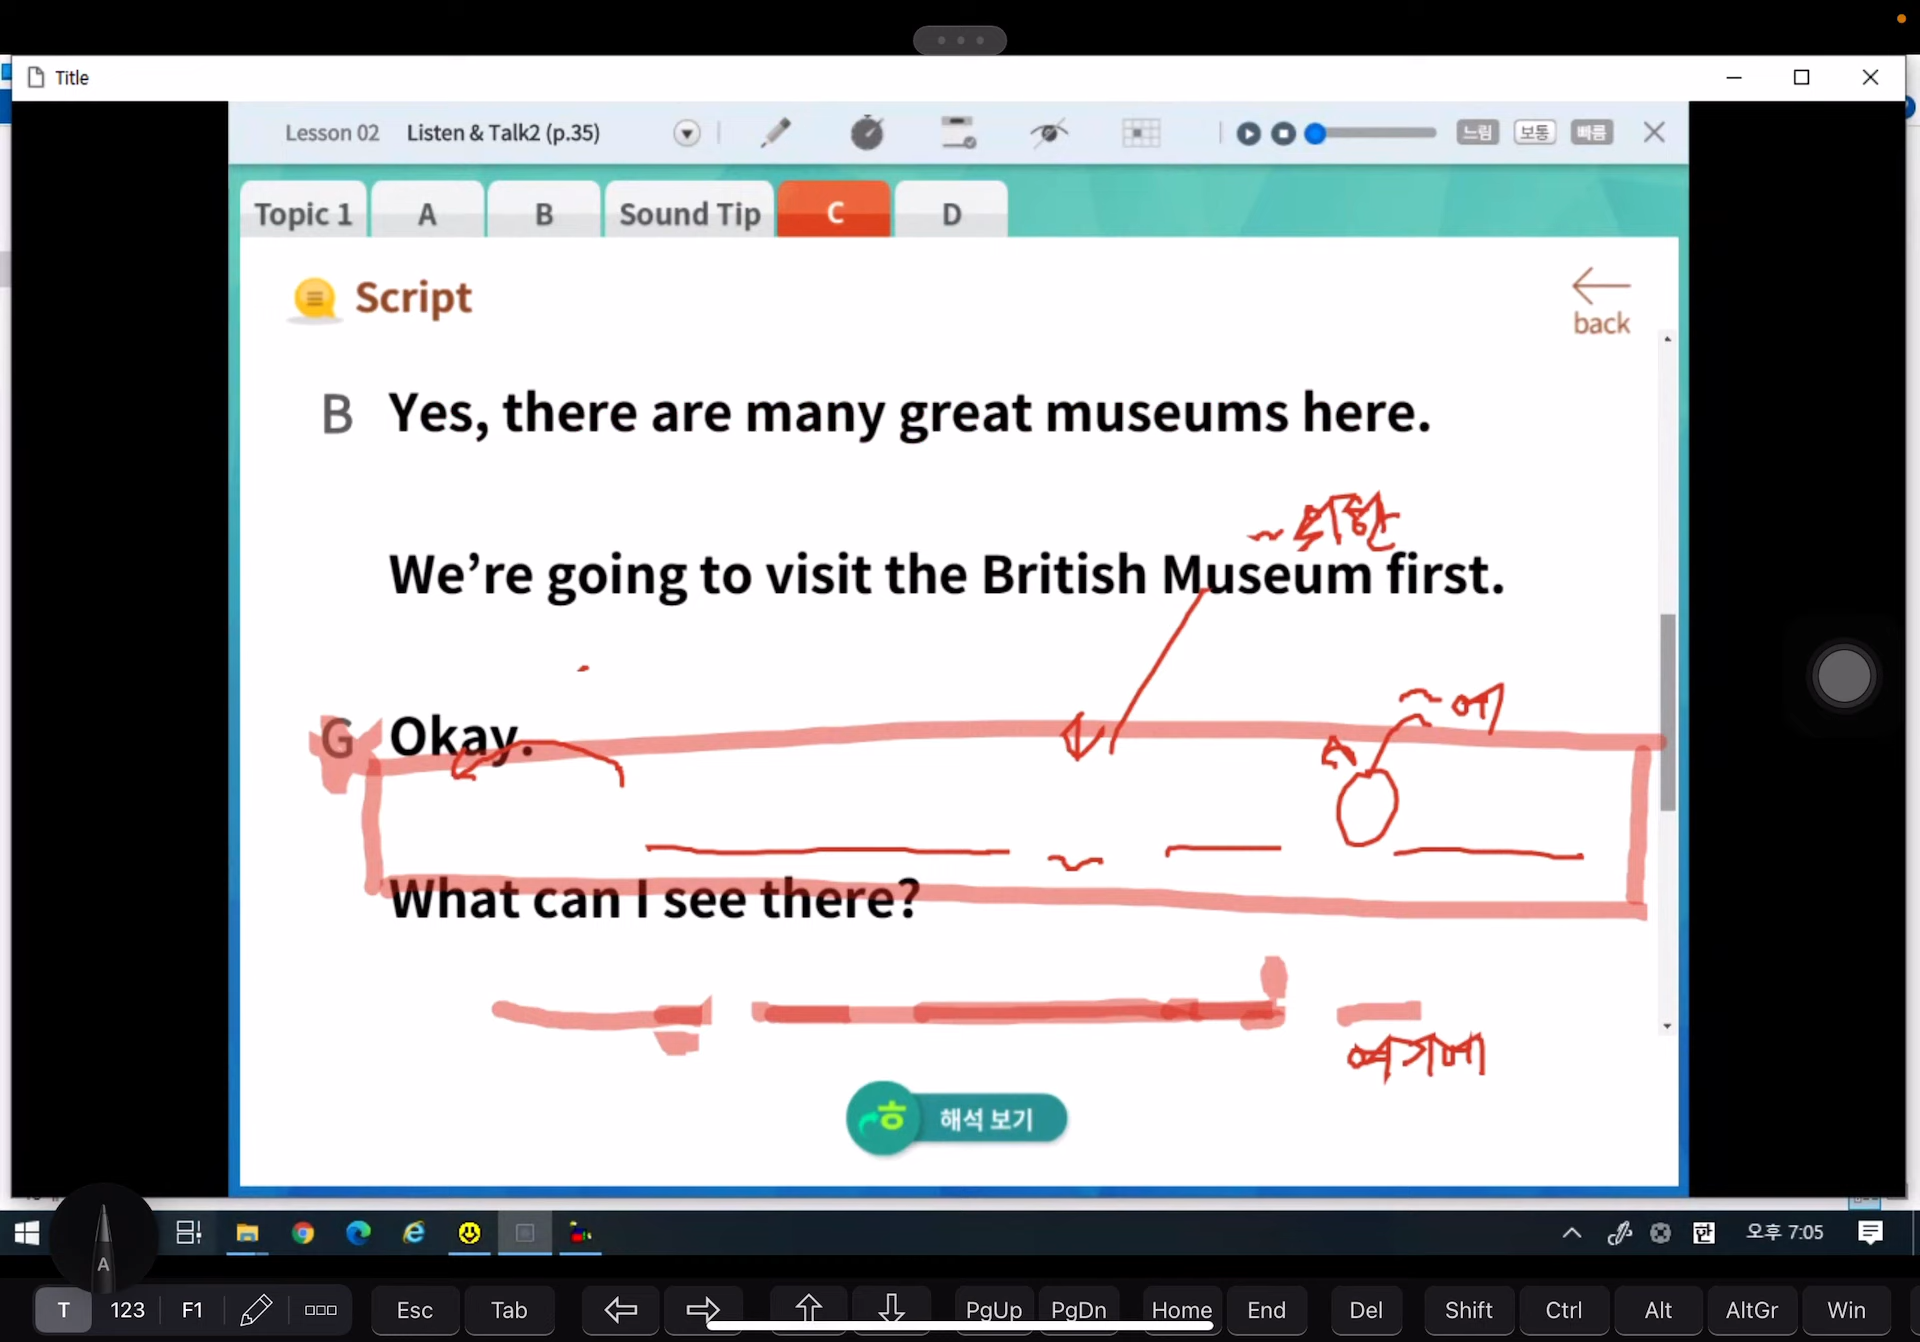 Title
Lesson 02 Listen & Talk2 (p.35) 느림 보통 빠름
Topic 1 A B Sound Tip C D
Script
back
B Yes, there are many great museums here.
~위한
We're going to visit the British Museum first.
~에
G Okay.
What can I see there?
여기에
ㅎ 해석 보기
A
한 오후 7:05
T 123 F1 Esc Tab PgUp PgDn Home End Del Shift Ctrl Alt AltGr Win